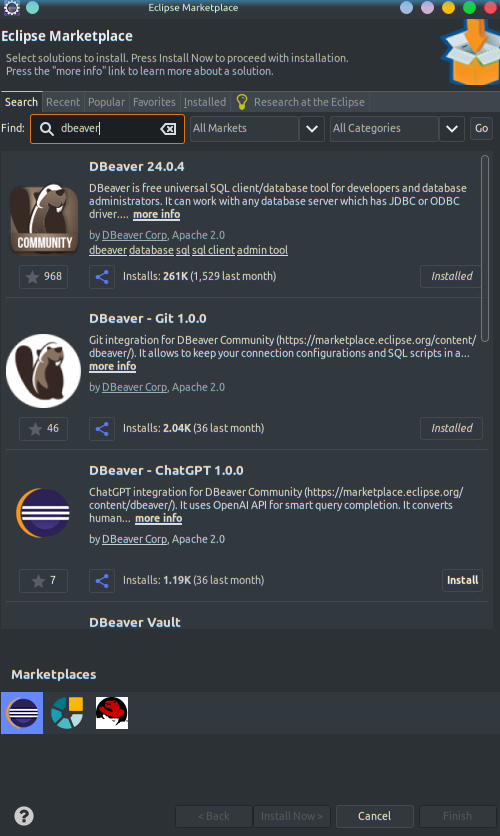 Eclipse Marketplace
Eclipse Marketplace
Select solutions to install. Press Install Now to proceed with installation.
Press the "more info" link to learn more about a solution.
Search Recent Popular Favorites Installed Research at the Eclipse
Find: dbeaver All Markets All Categories Go
DBeaver 24.0.4
DBeaver is free universal SQL client/database tool for developers and database
administrators. It can work with any database server which has JDBC or ODBC
driver.... more info
by DBeaver Corp, Apache 2.0
dbeaver database sql sql client admin tool
COMMUNITY
968 Installs: 261K (1,529 last month) Installed
DBeaver - Git 1.0.0
Git integration for DBeaver Community (https://marketplace.eclipse.org/content/
dbeaver/). It allows to keep your connection configurations and SQL scripts in a...
more info
by DBeaver Corp, Apache 2.0
46 Installs: 2.04K (36 last month) Installed
DBeaver - ChatGPT 1.0.0
ChatGPT integration for DBeaver Community (https://marketplace.eclipse.org/
content/dbeaver/). It uses OpenAI API for smart query completion. It converts
human... more info
by DBeaver Corp, Apache 2.0
7 Installs: 1.19K (36 last month) Install
DBeaver Vault
Marketplaces
? < Back Install Now > Cancel Finish